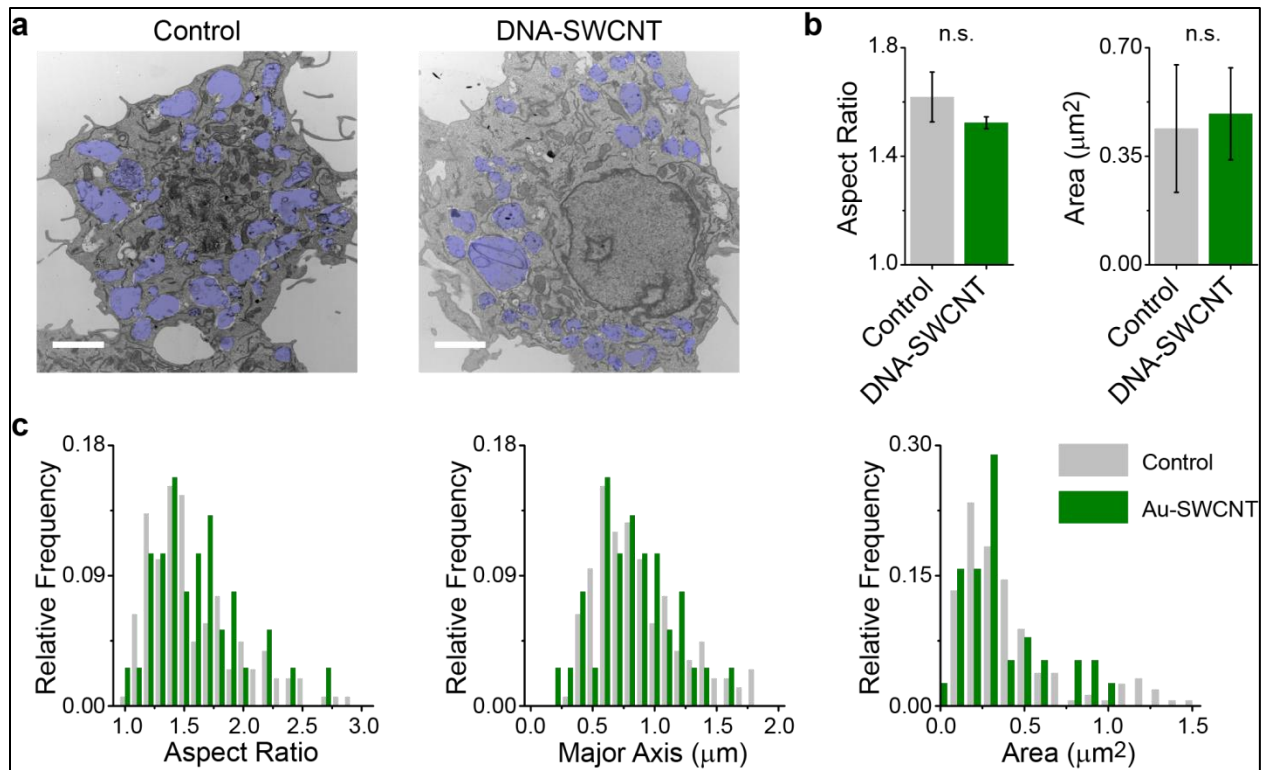 a
Control
DNA-SWCNT
b
n.s.
1.8
1.4
1.0
Aspect Ratio
Control
DNA-SWCNT
n.s.
0.70
0.35
0.00
Area (μm2)
Control
DNA-SWCNT
c
0.18
0.09
0.00
Relative Frequency
1.0 1.5 2.0 2.5 3.0
Aspect Ratio
0.18
0.09
0.00
Relative Frequency
0.0 0.5 1.0 1.5 2.0
Major Axis (μm)
0.30
0.15
0.00
Relative Frequency
0.0 0.5 1.0 1.5
Area (μm2)
Control
Au-SWCNT